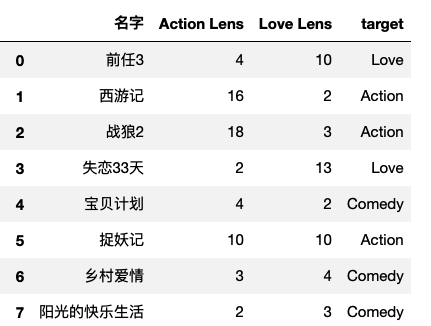 名字 Action Lens Love Lens target
0 前任3 4 10 Love
1 西游记 16 2 Action
2 战狼2 18 3 Action
3 失恋33天 2 13 Love
4 宝贝计划 4 2 Comedy
5 捉妖记 10 10 Action
6 乡村爱情 3 4 Comedy
7 阳光的快乐生活 2 3 Comedy